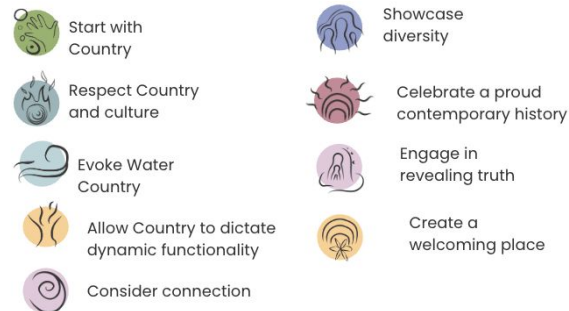 Start with
Country
Respect Country
and culture
Evoke Water
Country
Allow Country to dictate
dynamic functionality
Consider connection
Showcase
diversity
Celebrate a proud
contemporary history
Engage in
revealing truth
Create a
welcoming place